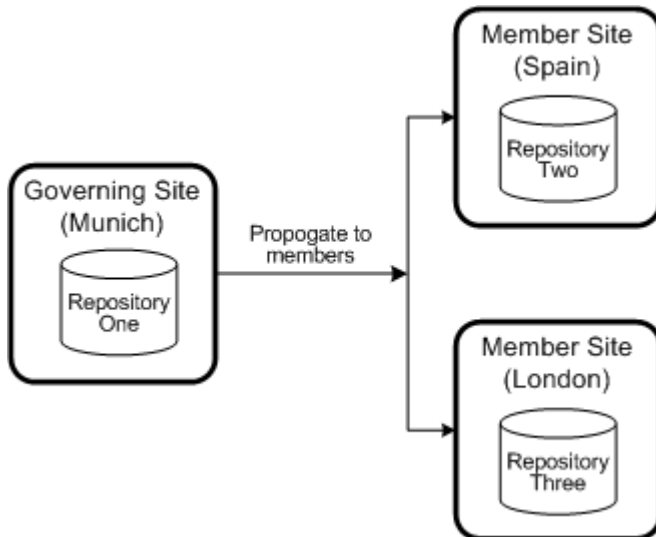 Governing Site
(Munich)
Repository
One
Propogate to
members
Member Site
(Spain)
Repository
Two
Member Site
(London)
Repository
Three